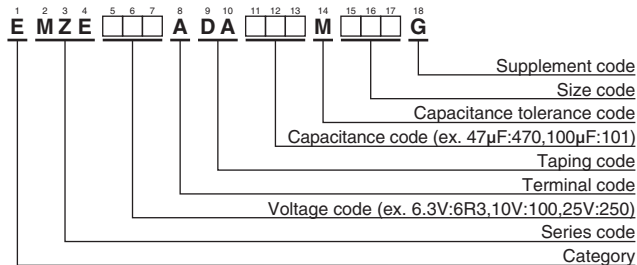 1 2 3 4 5 6 7 8 9 10 11 12 13 14 15 16 17 18
E M Z E A D A M G
Supplement code
Size code
Capacitance tolerance code
Capacitance code (ex. 47µF:470,100µF:101)
Taping code
Terminal code
Voltage code (ex. 6.3V:6R3,10V:100,25V:250)
Series code
Category